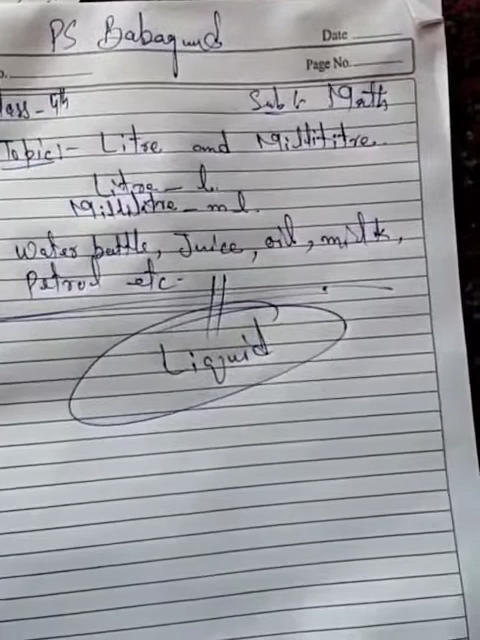 PS Babagund
Date
Page No.
Class - 4th Sub :- Math
Topic :- Litre and Millilitre.
Litre - l.
Millilitre - ml.
Water bottle, Juice, oil, milk,
Petrol etc.
Liquid